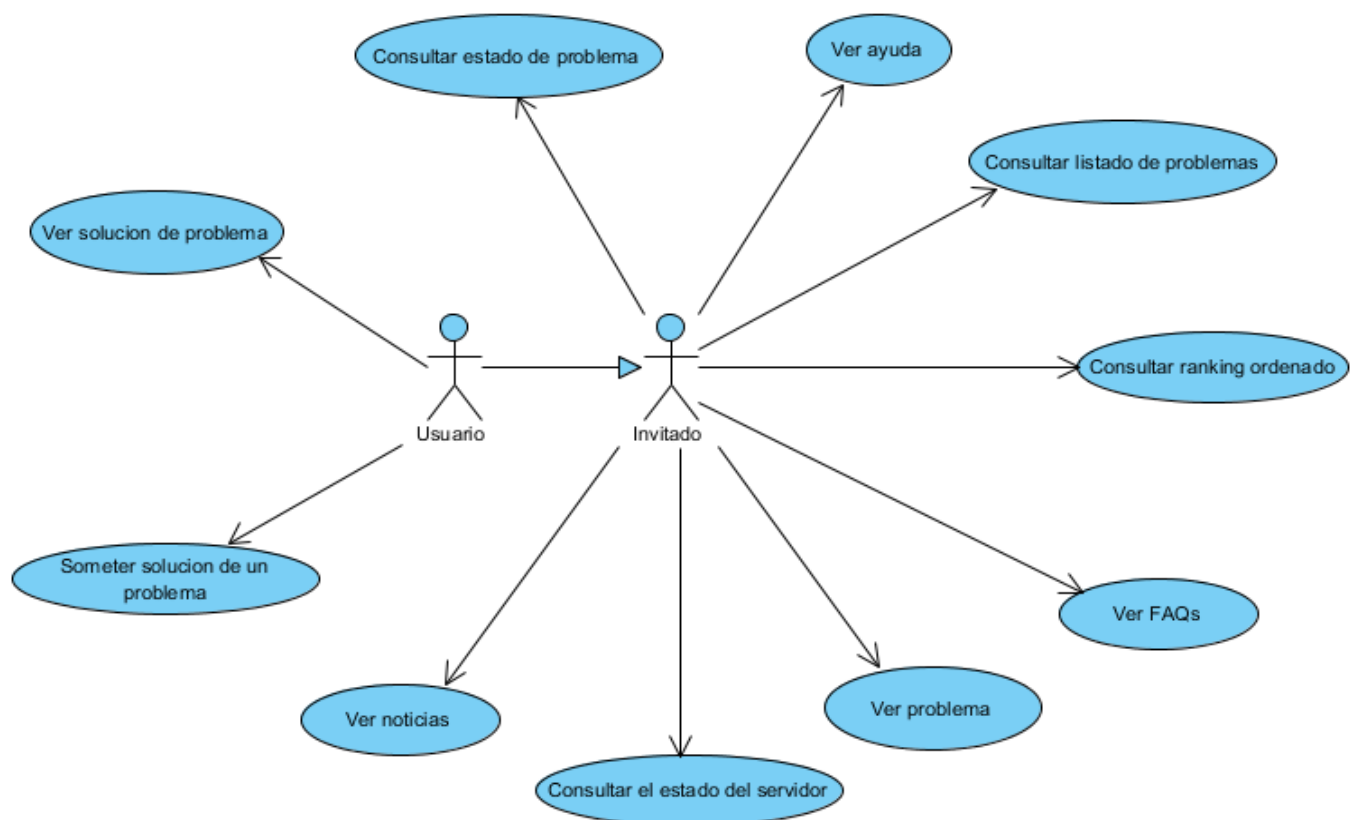 Consultar estado de problema
Ver ayuda
Consultar listado de problemas
Ver solucion de problema
Consultar ranking ordenado
Usuario
Invitado
Someter solucion de un
problema
Ver FAQs
Ver noticias
Ver problema
Consultar el estado del servidor